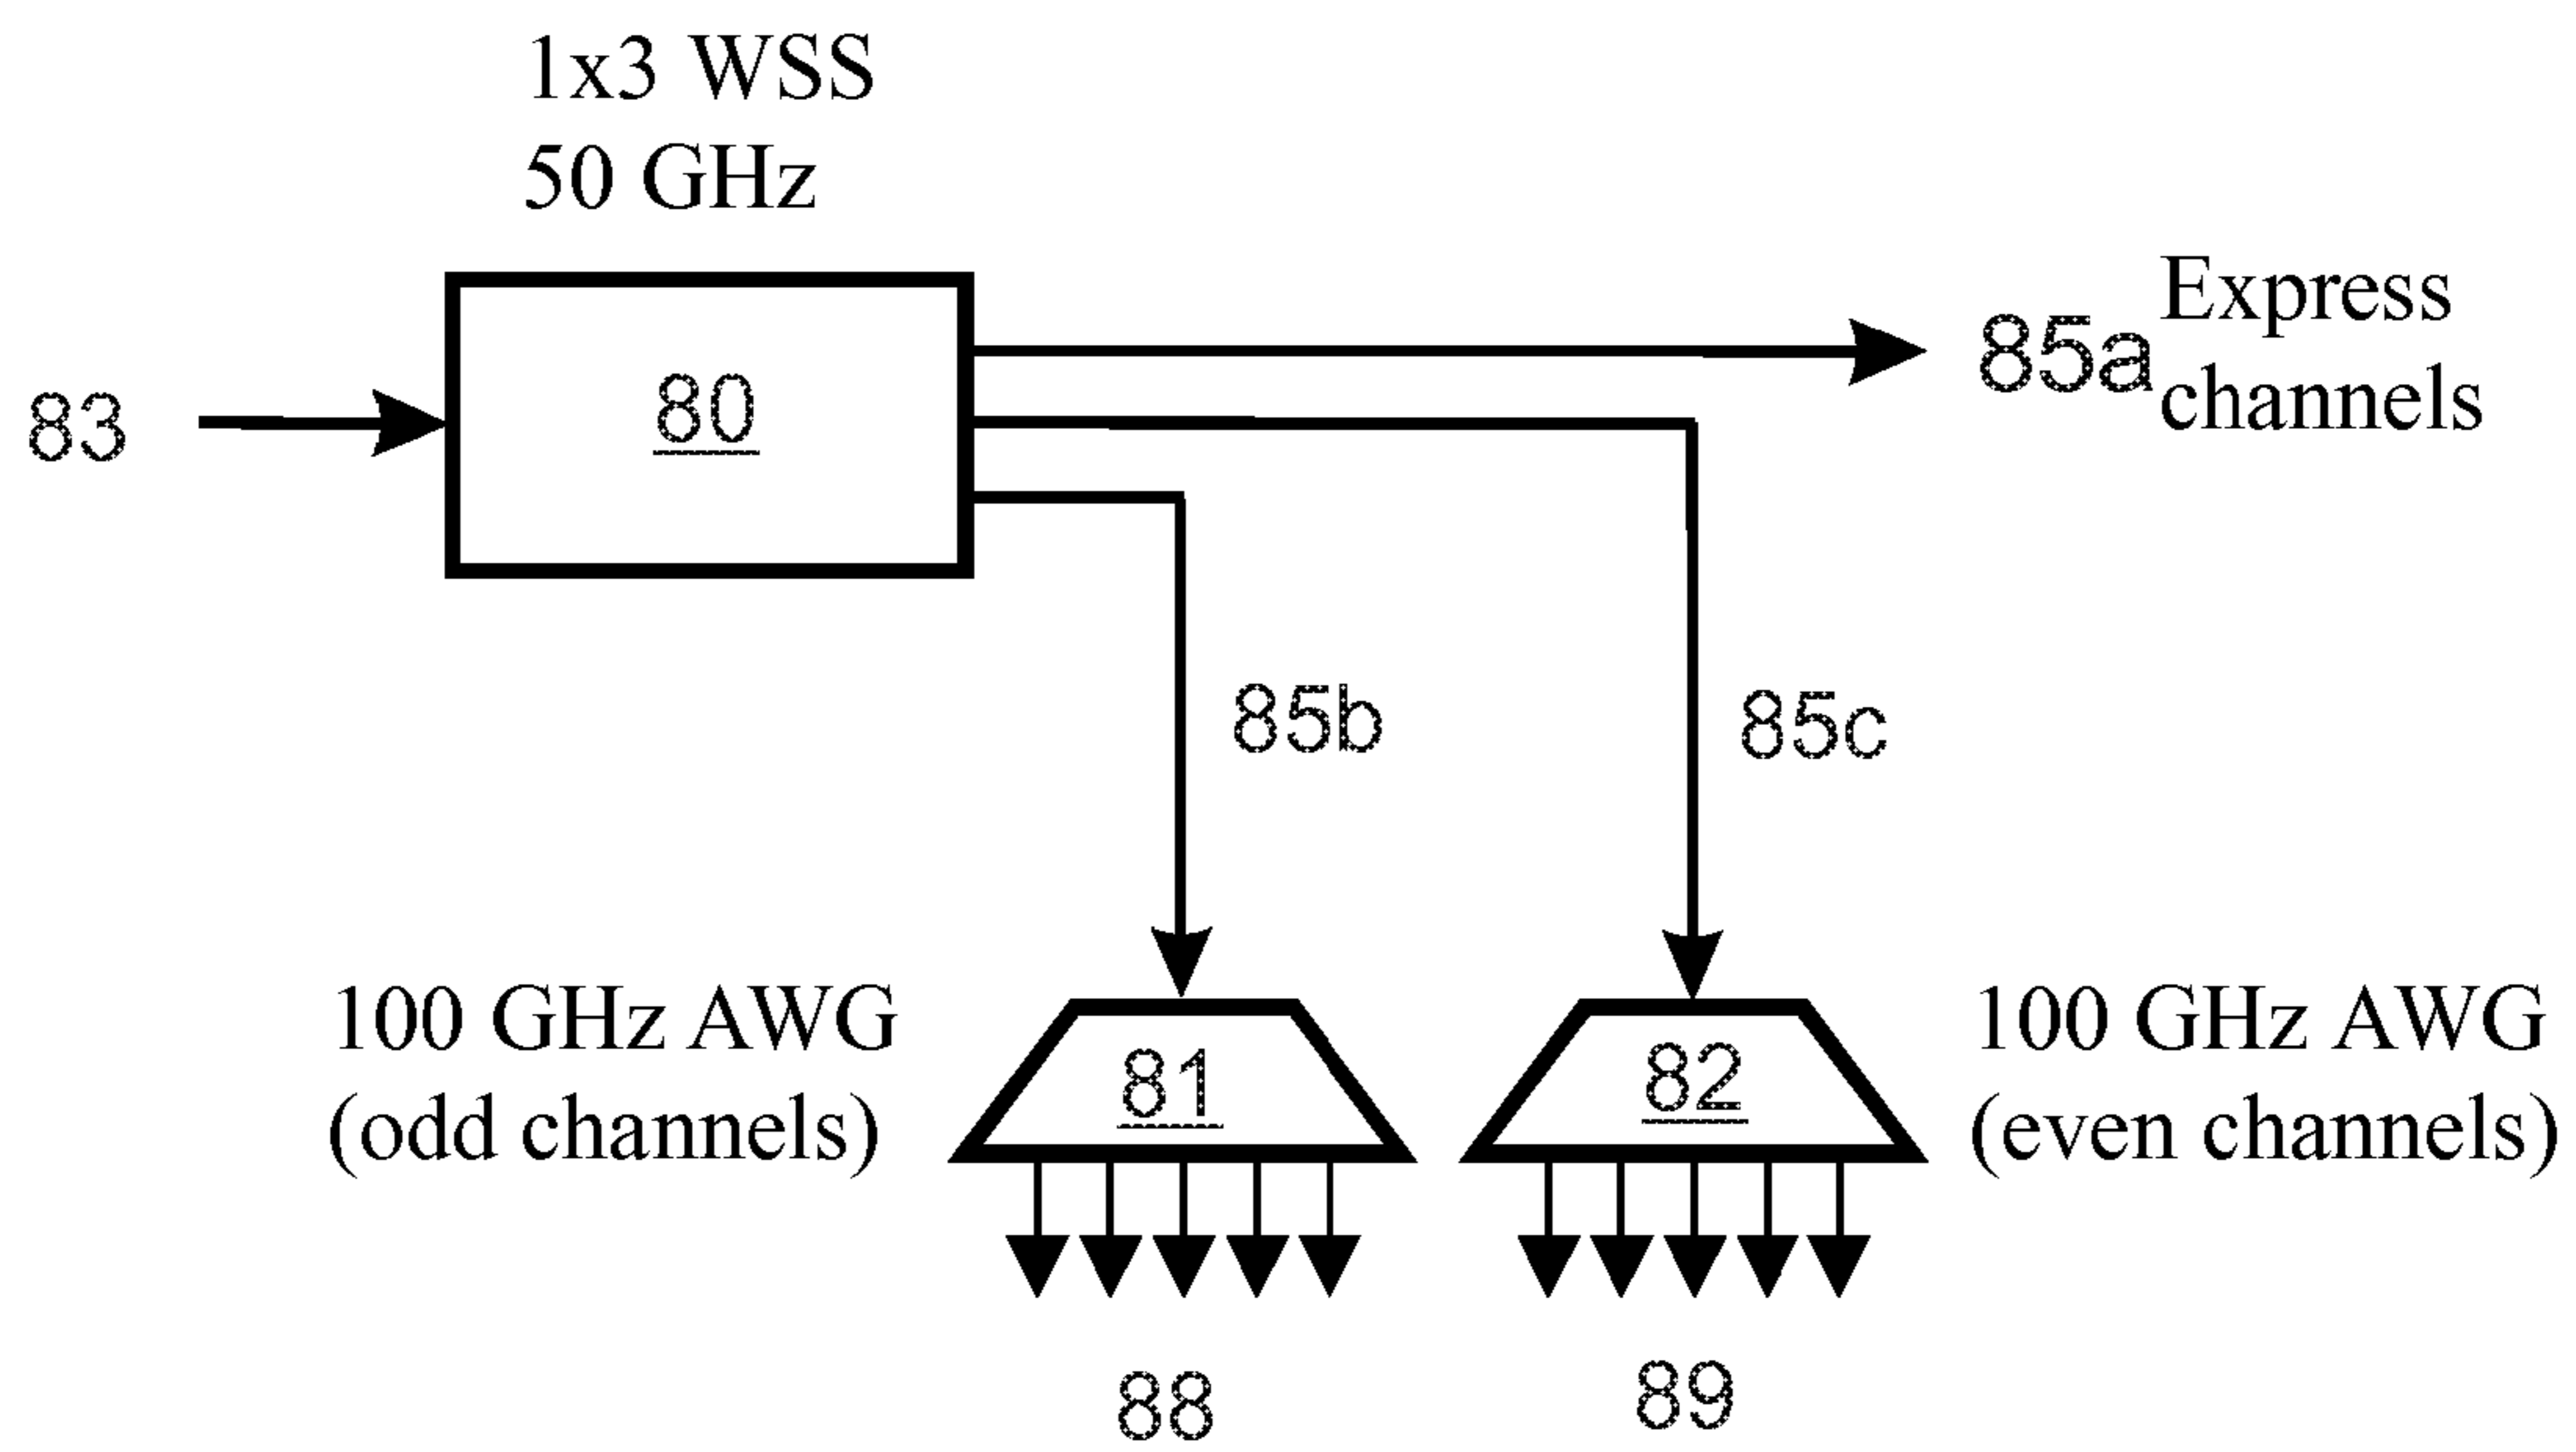 1x3 WSS
50 GHz
83
80
85a
Express
channels
85b
85c
100 GHz AWG
(odd channels)
81
82
100 GHz AWG
(even channels)
88
89